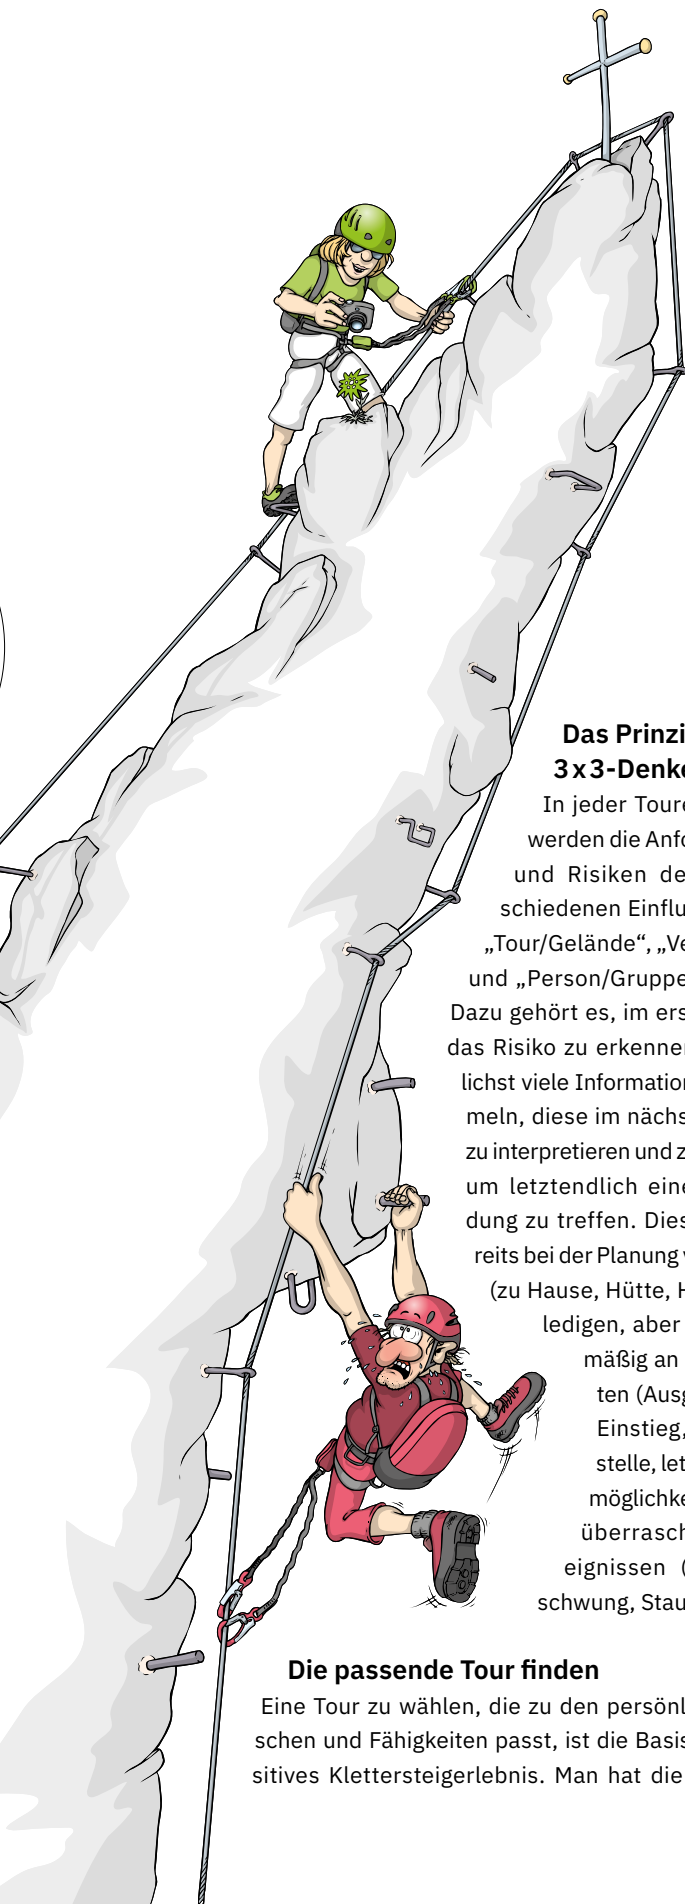 Das Prinzi
3x3-Denke
In jeder Toure
werden die Anfo
und Risiken de
schiedenen Einflu
„Tour/Gelände“, „Ve
und „Person/Gruppe
Dazu gehört es, im ers
das Risiko zu erkenner
lichst viele Information
meln, diese im nächs
zu interpretieren und z
um letztendlich eine
dung zu treffen. Dies
reits bei der Planung v
(zu Hause, Hütte, H
ledigen, aber
mäßig an
ten (Ausg
Einstieg,
stelle, let
möglichke
überrasch
eignissen (
schwung, Stau
Die passende Tour finden
Eine Tour zu wählen, die zu den persönl
schen und Fähigkeiten passt, ist die Basis
sitives Klettersteigerlebnis. Man hat die